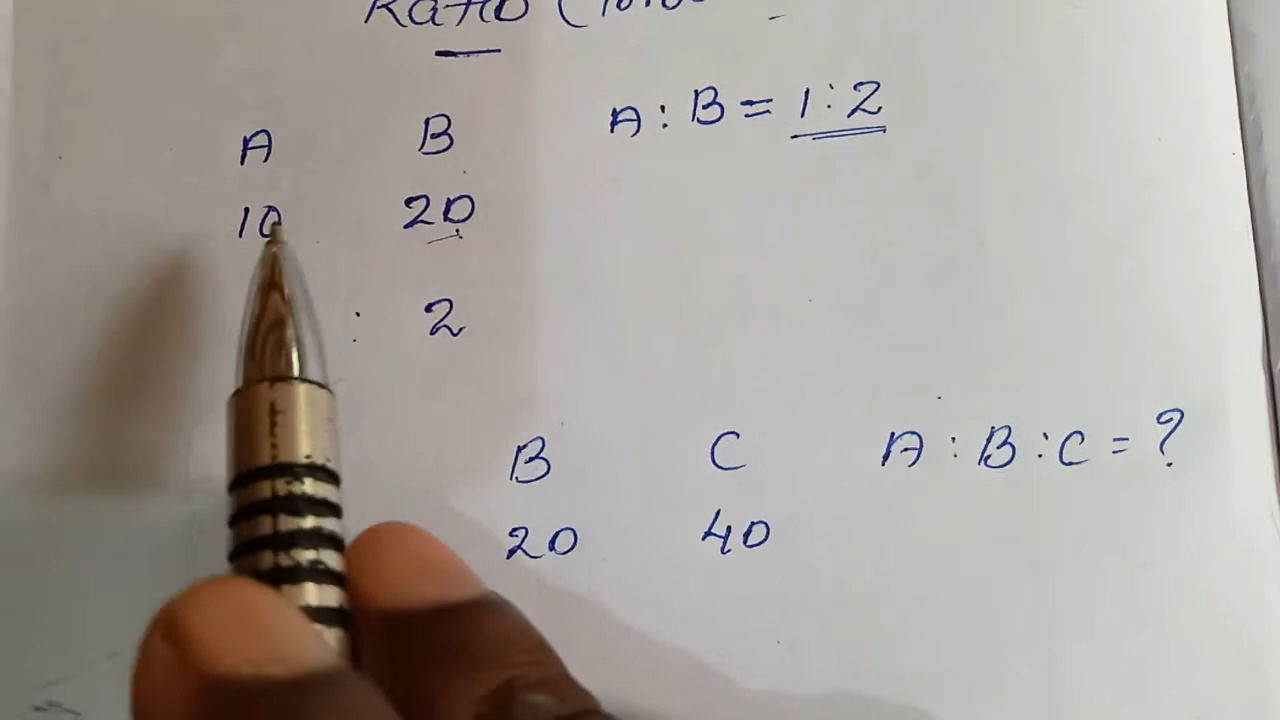 Ratio (
A B A : B = 1 : 2
10 20
: 2
B C A : B : C = ?
20 40